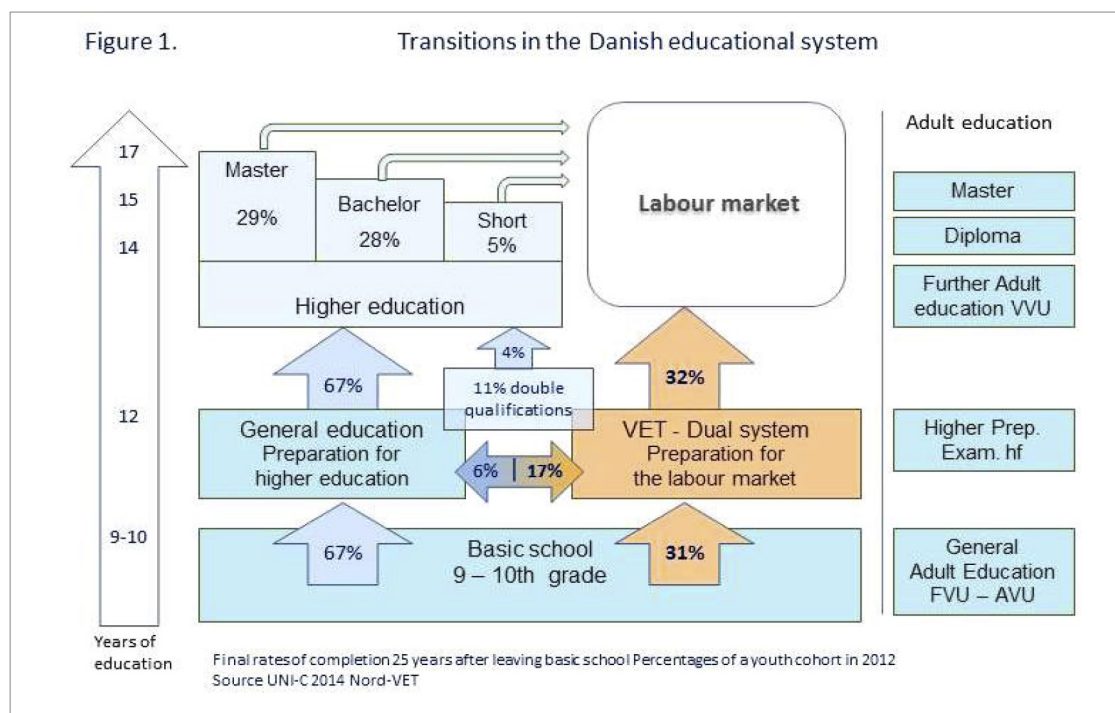 Figure 1.
Transitions in the Danish educational system
17
15
14
12
9-10
Years of
education
Master
29%
Bachelor
28%
Short
5%
Higher education
Labour market
67%
4%
11% double
qualifications
32%
General education
Preparation for
higher education
6% | 17%
VET - Dual system
Preparation for
the labour market
67%
Basic school
9 – 10th grade
31%
Adult education
Master
Diploma
Further Adult
education VVU
Higher Prep.
Exam. hf
General
Adult Education
FVU – AVU
Final rates of completion 25 years after leaving basic school Percentages of a youth cohort in 2012
Source UNI-C 2014 Nord-VET